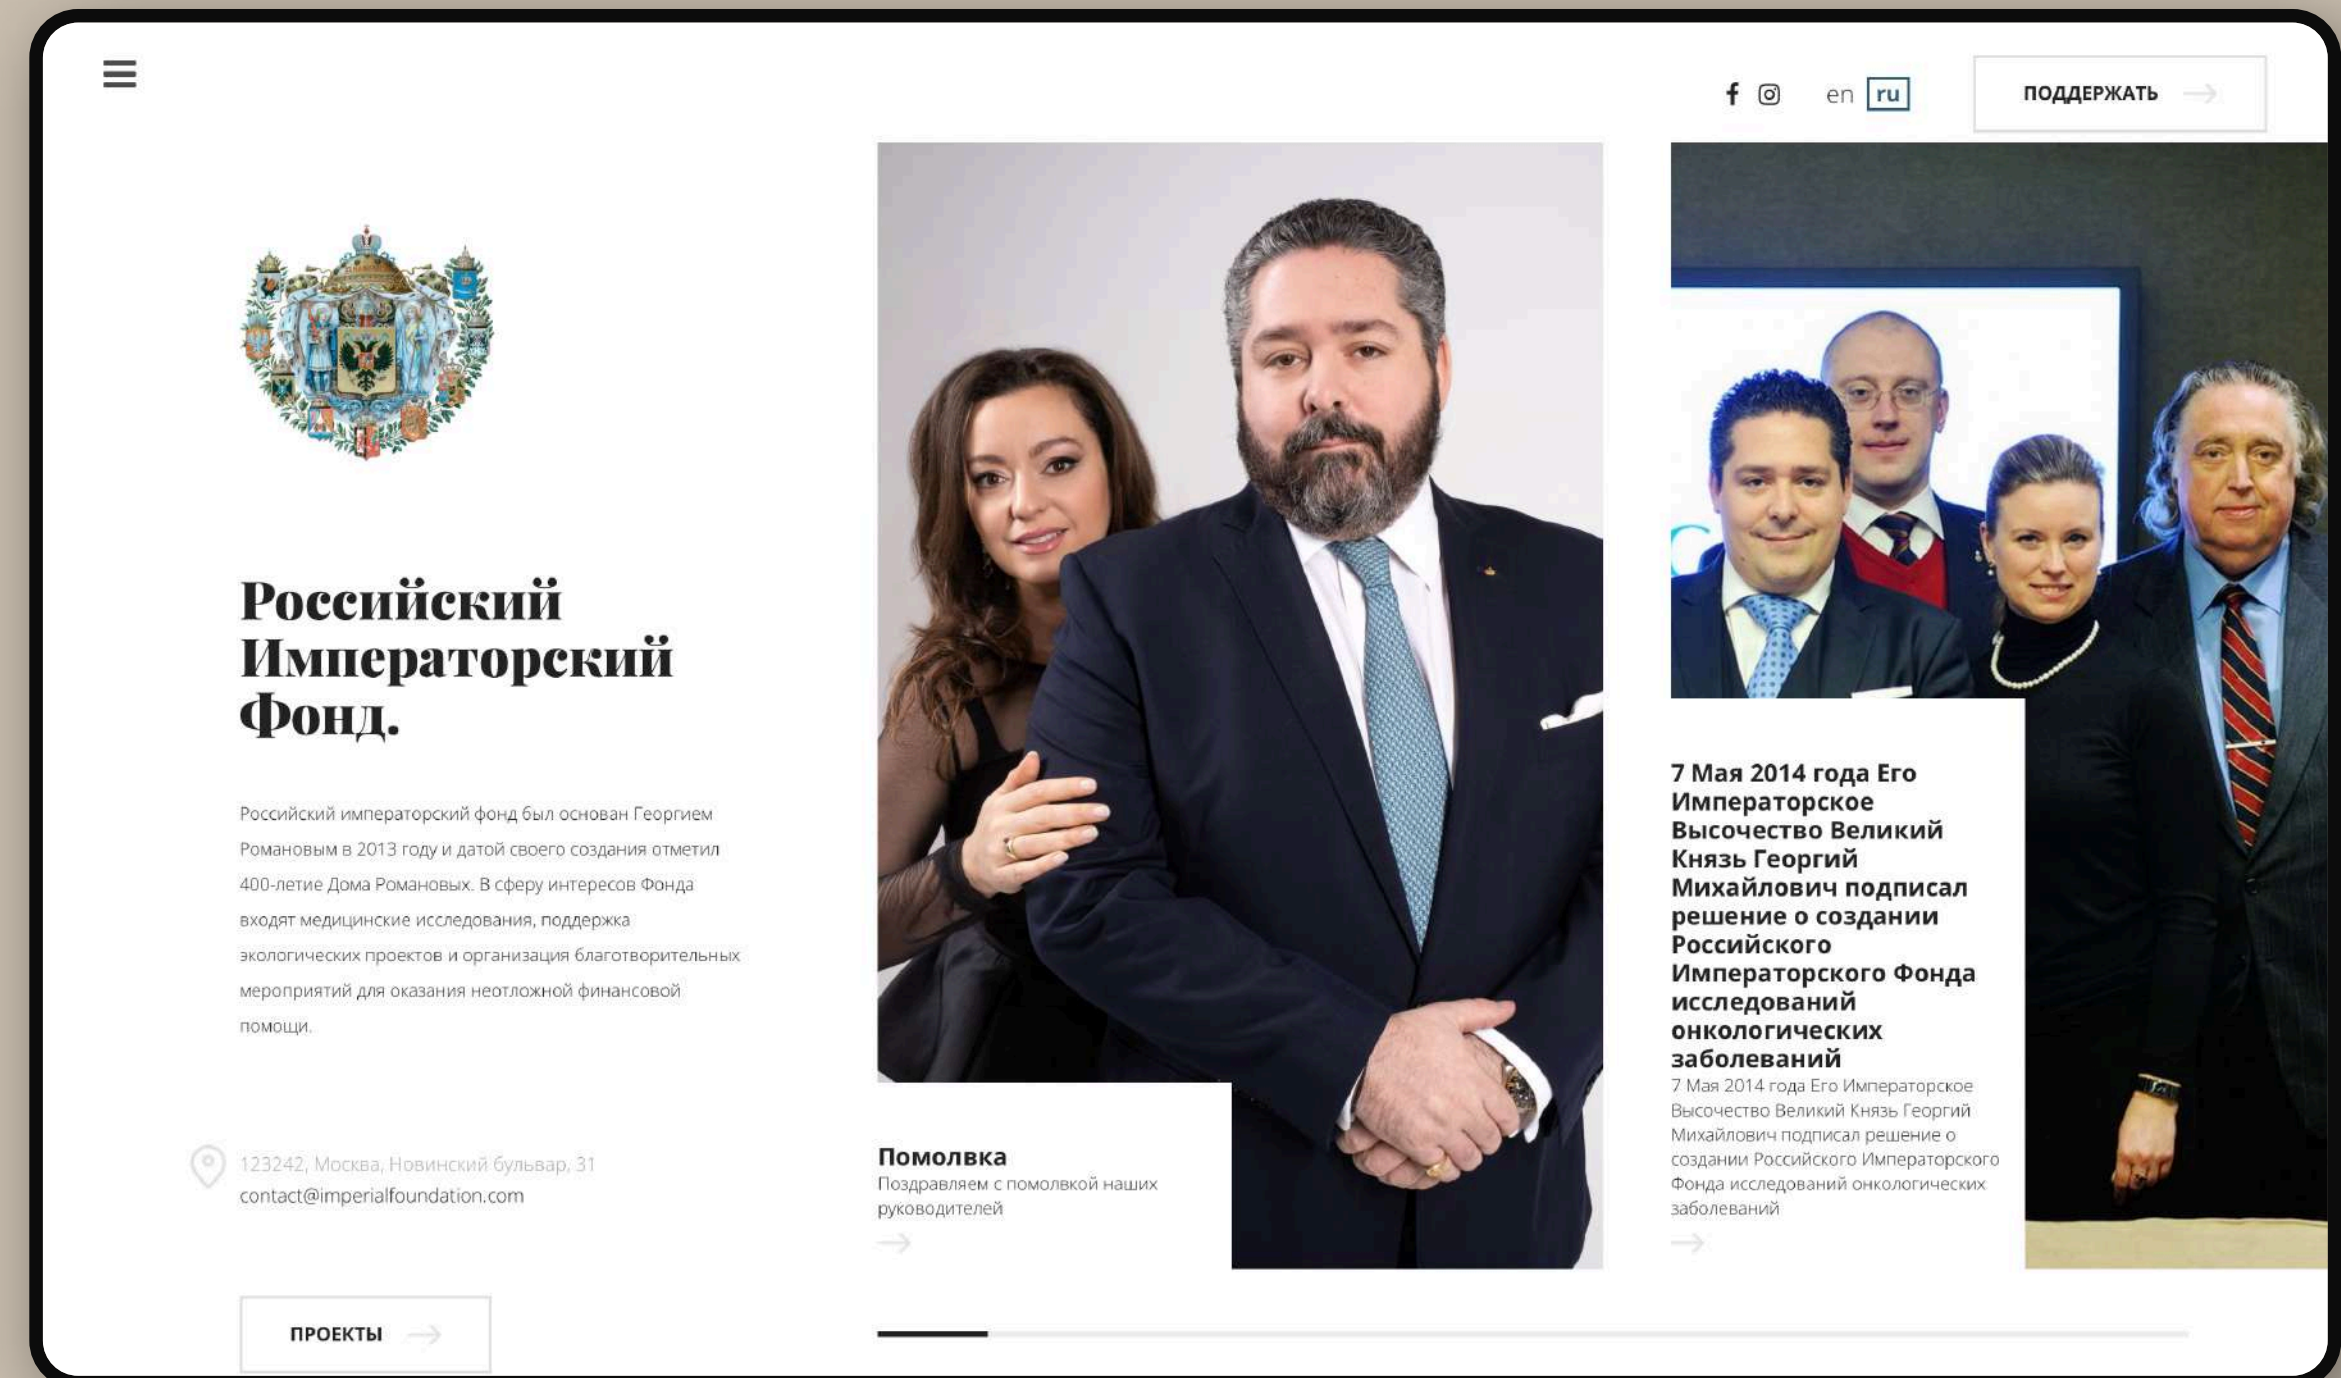 en ru
ПОДДЕРЖАТЬ
Российский
Императорский
Фонд.
Российский императорский фонд был основан Георгием
Романовым в 2013 году и датой своего создания отметил
400-летие Дома Романовых. В сферу интересов Фонда
входят медицинские исследования, поддержка
экологических проектов и организация благотворительных
мероприятий для оказания неотложной финансовой
помощи.
123242, Москва, Новинский бульвар, 31
contact@imperialfoundation.com
ПРОЕКТЫ
Помолвка
Поздравляем с помолвкой наших
руководителей
7 Мая 2014 года Его
Императорское
Высочество Великий
Князь Георгий
Михайлович подписал
решение о создании
Российского
Императорского Фонда
исследований
онкологических
заболеваний
7 Мая 2014 года Его Императорское
Высочество Великий Князь Георгий
Михайлович подписал решение о
создании Российского Императорского
Фонда исследований онкологических
заболеваний